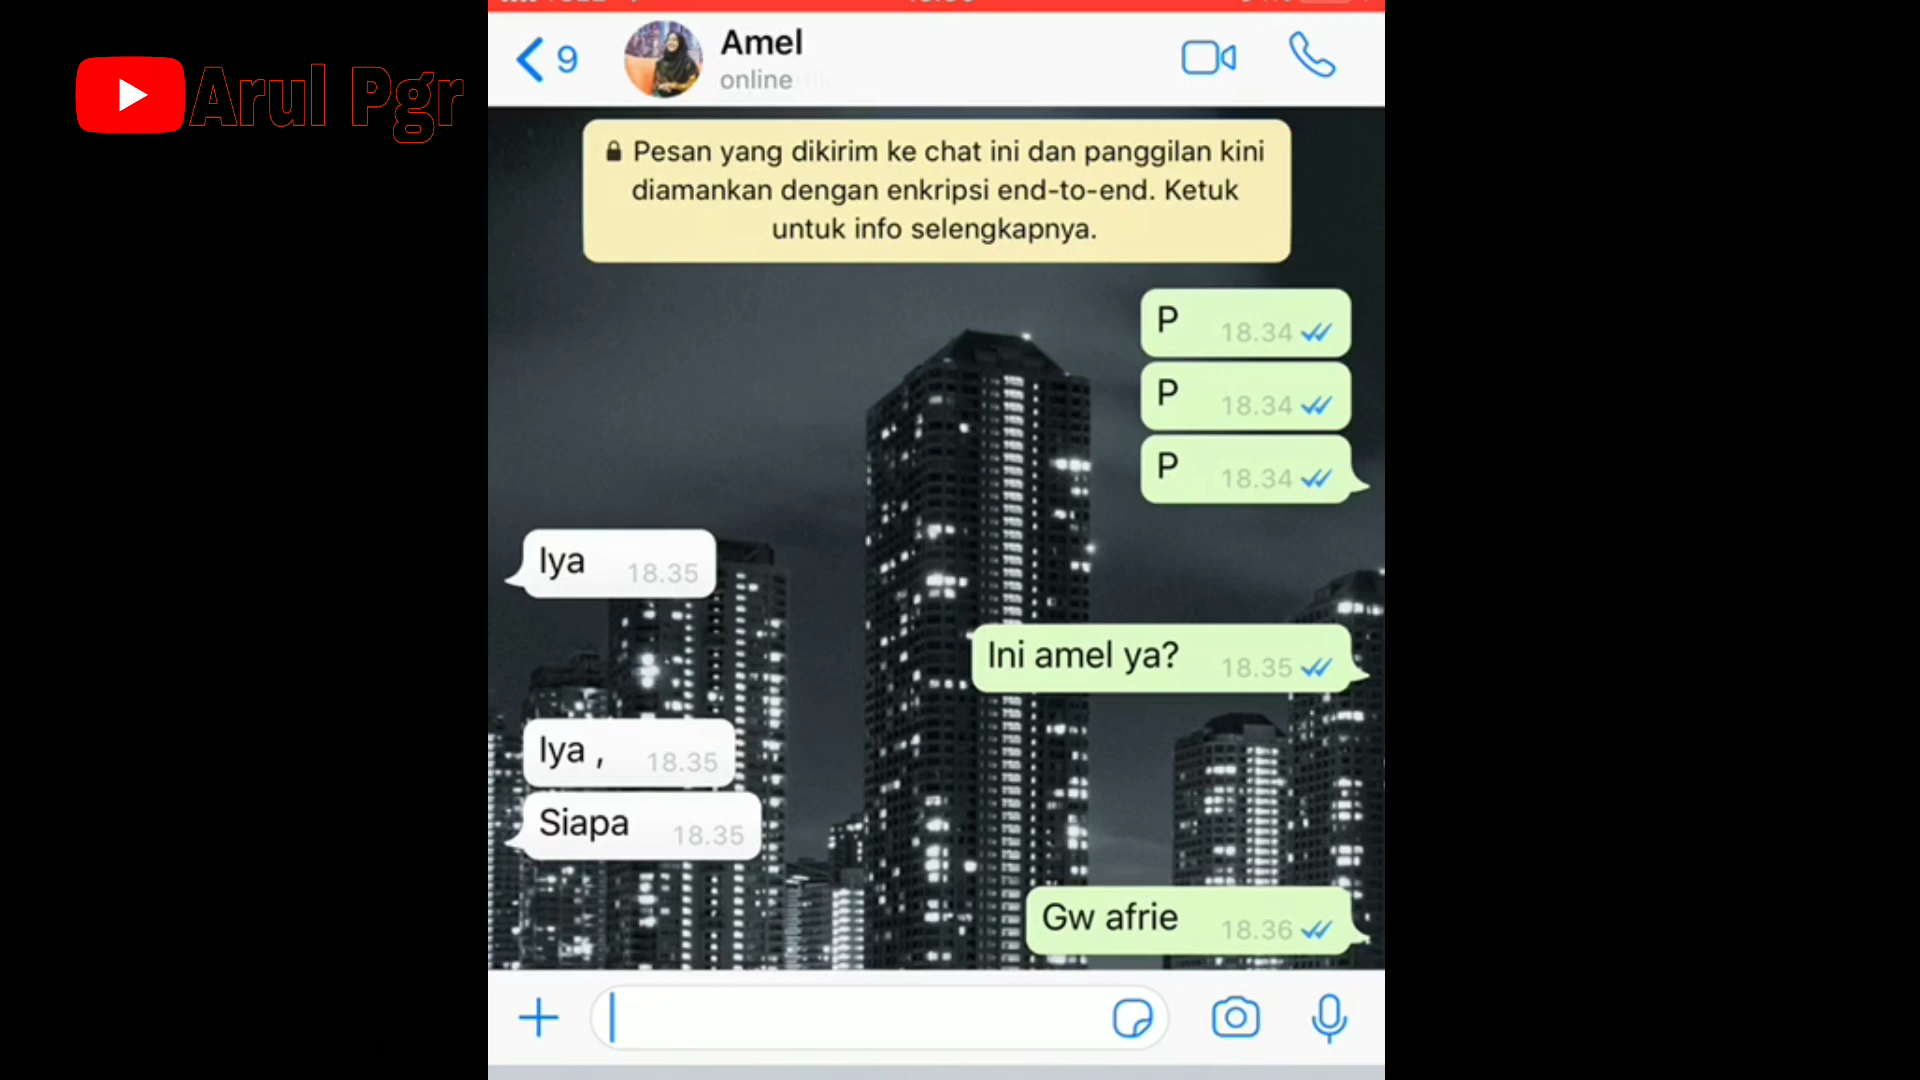 Arul Pgr
9
Amel
online
Pesan yang dikirim ke chat ini dan panggilan kini
diamankan dengan enkripsi end-to-end. Ketuk
untuk info selengkapnya.
P 18.34
P 18.34
P 18.34
Iya 18.35
Ini amel ya? 18.35
Iya , 18.35
Siapa 18.35
Gw afrie 18.36